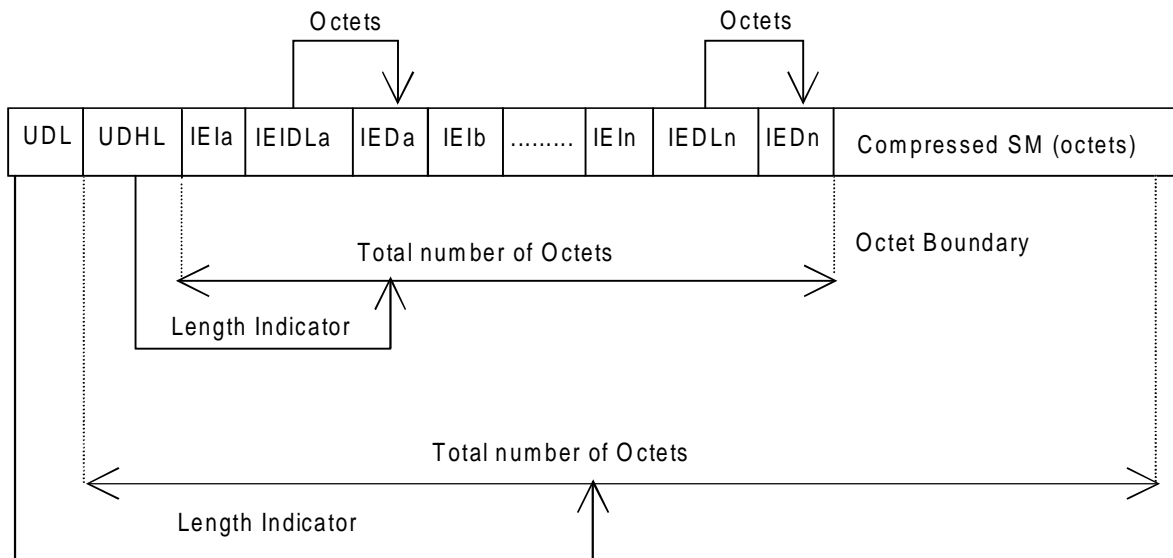 Octets Octets
UDL UDHL IEIa IEIDLa IEDa IEIb ......... IEIn IEDLn IEDn Compressed SM (octets)
Total number of Octets Octet Boundary
Length Indicator
Total number of Octets
Length Indicator